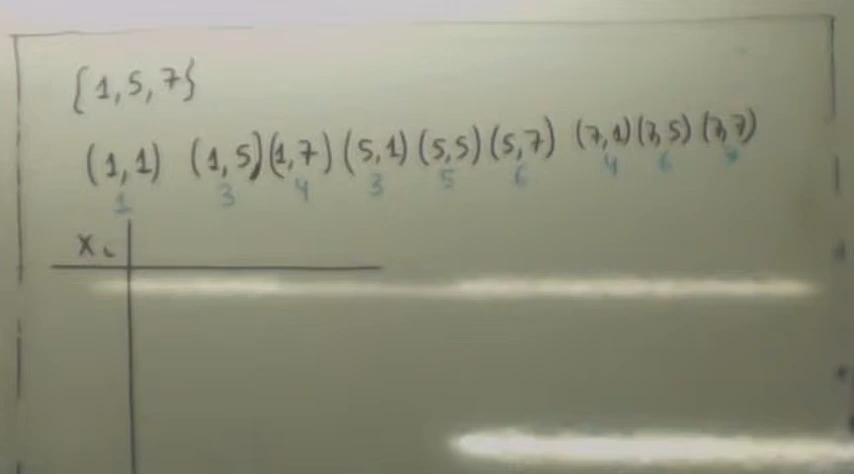 {1,5,7}
(1,1) (1,5) (1,7) (5,1) (5,5) (5,7) (7,1) (7,5) (7,7)
1 3 4 3 5 6 4 6 7
Xi